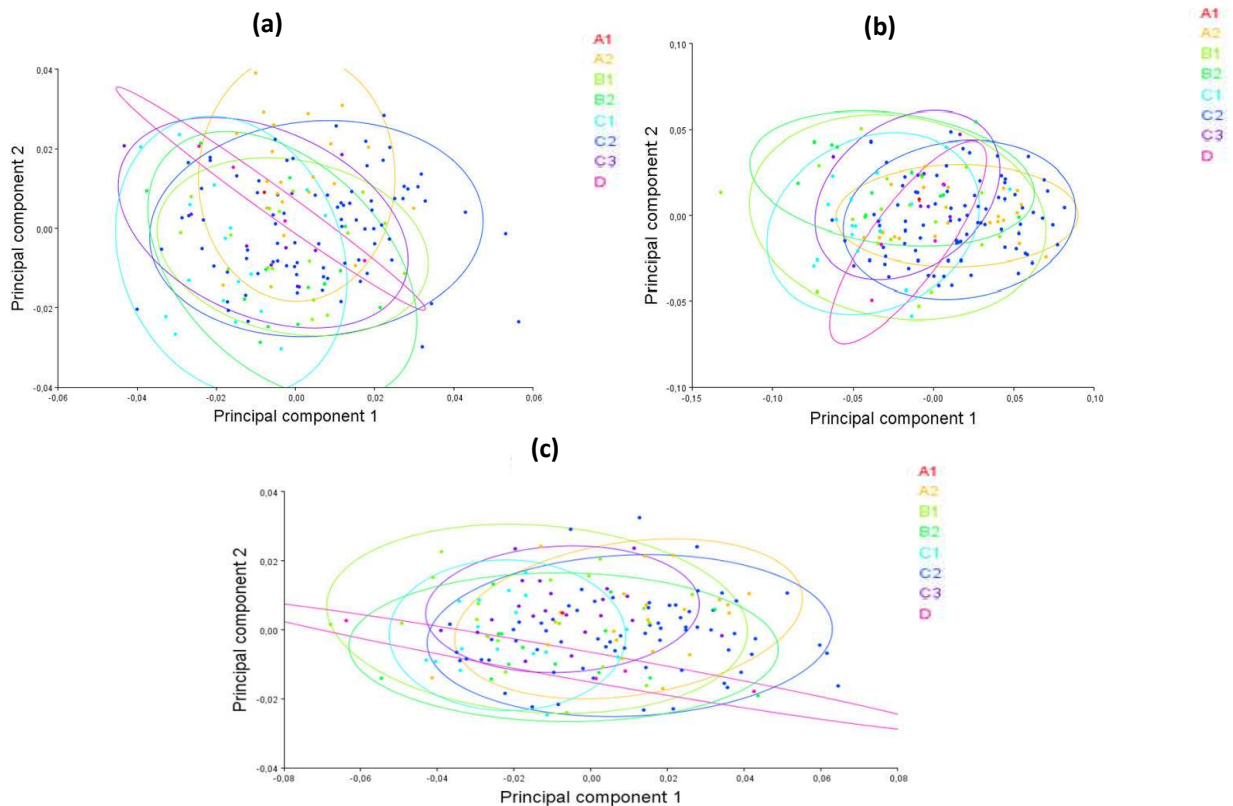 (a)
A1
A2
B1
B2
C1
C2
C3
D
0,04
0,02
0,00
-0,02
-0,04
-0,06
-0,04
-0,02
0,00
0,02
0,04
0,06
Principal component 2
Principal component 1
(b)
A1
A2
B1
B2
C1
C2
C3
D
0,10
0,05
0,00
-0,05
-0,10
-0,15
-0,10
-0,05
-0,00
0,05
0,10
Principal component 2
Principal component 1
(c)
A1
A2
B1
B2
C1
C2
C3
D
0,04
0,02
0,00
-0,02
-0,04
-0,08
-0,06
-0,04
-0,02
0,00
0,02
0,04
0,06
0,08
Principal component 2
Principal component 1